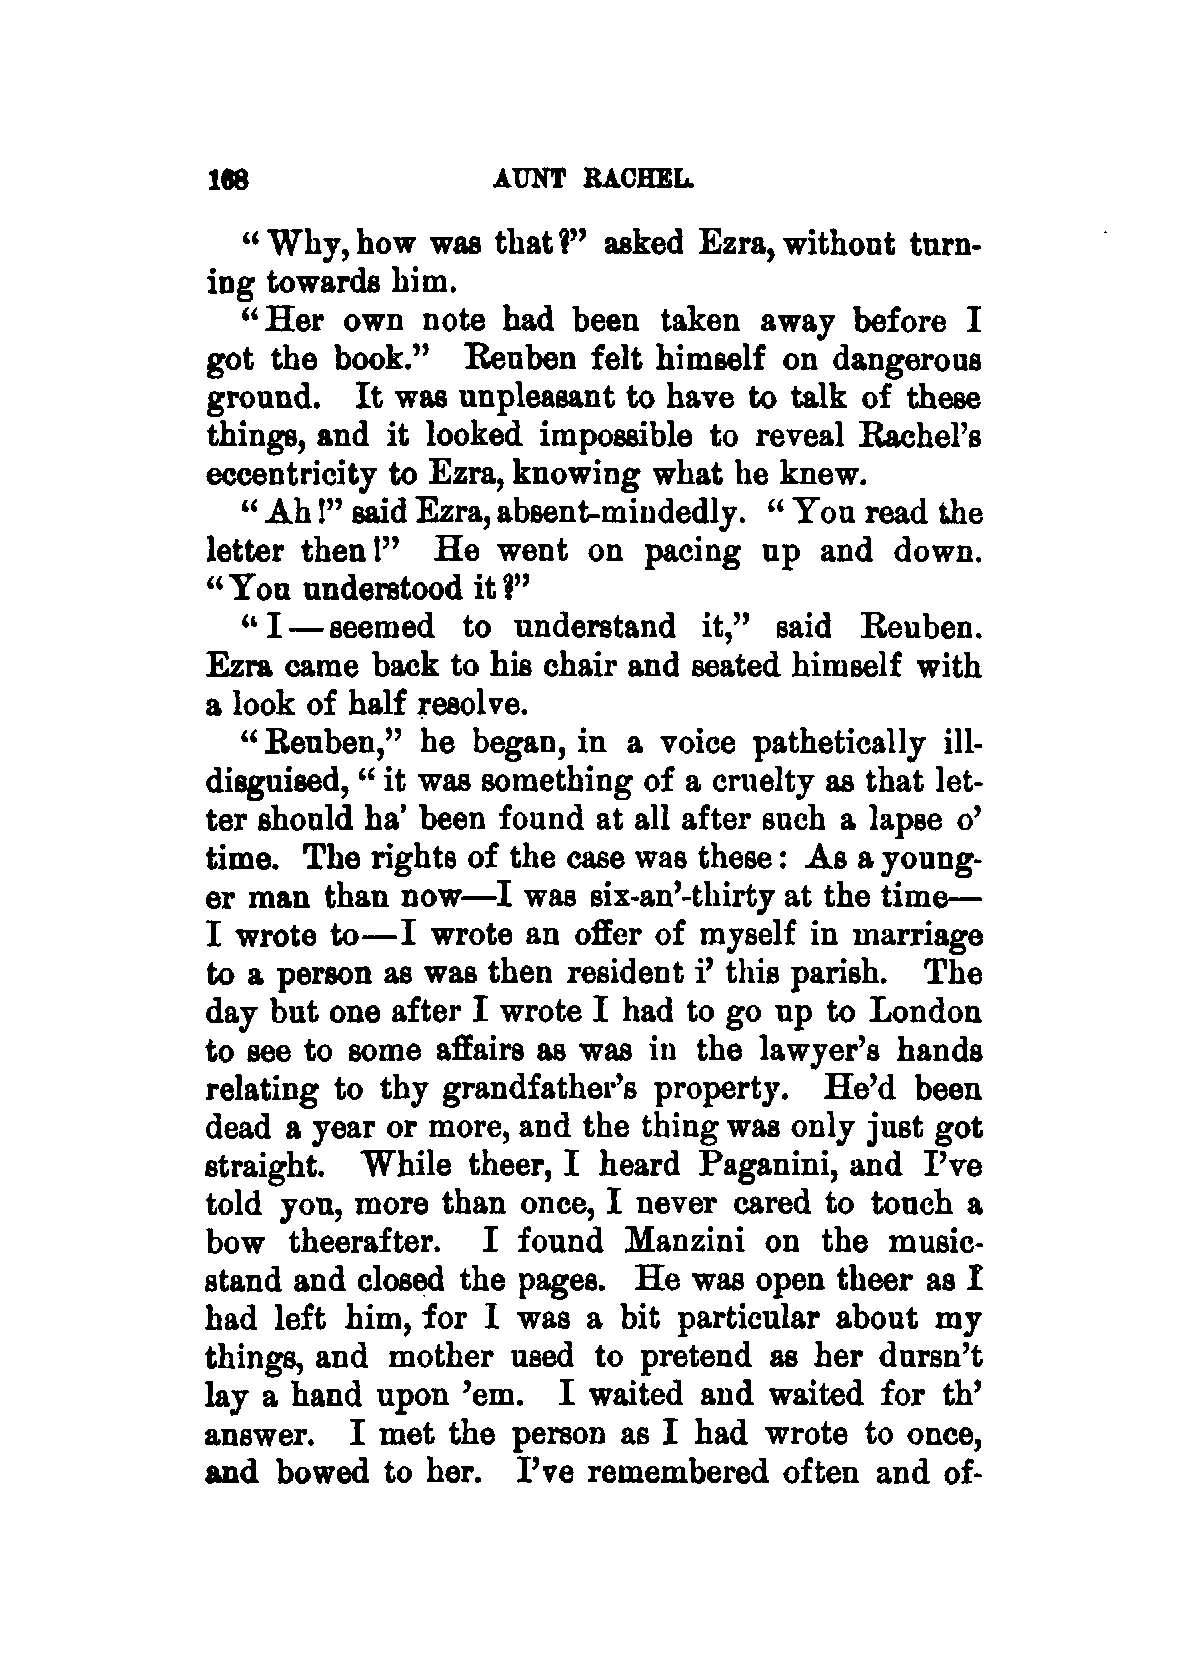 168 AUNT RACHEL.
"Why, how was that?" asked Ezra, without turn-
ing towards him.
"Her own note had been taken away before I
got the book." Reuben felt himself on dangerous
ground. It was unpleasant to have to talk of these
things, and it looked impossible to reveal Rachel's
eccentricity to Ezra, knowing what he knew.
"Ah!" said Ezra, absent-mindedly. "You read the
letter then!" He went on pacing up and down.
"You understood it?"
"I—seemed to understand it," said Reuben.
Ezra came back to his chair and seated himself with
a look of half resolve.
"Reuben," he began, in a voice pathetically ill-
disguised, "it was something of a cruelty as that let-
ter should ha' been found at all after such a lapse o'
time. The rights of the case was these: As a young-
er man than now—I was six-an'-thirty at the time—
I wrote to—I wrote an offer of myself in marriage
to a person as was then resident i' this parish. The
day but one after I wrote I had to go up to London
to see to some affairs as was in the lawyer's hands
relating to thy grandfather's property. He'd been
dead a year or more, and the thing was only just got
straight. While theer, I heard Paganini, and I've
told you, more than once, I never cared to touch a
bow theerafter. I found Manzini on the music-
stand and closed the pages. He was open theer as I
had left him, for I was a bit particular about my
things, and mother used to pretend as her dursn't
lay a hand upon 'em. I waited and waited for th'
answer. I met the person as I had wrote to once,
and bowed to her. I've remembered often and of-